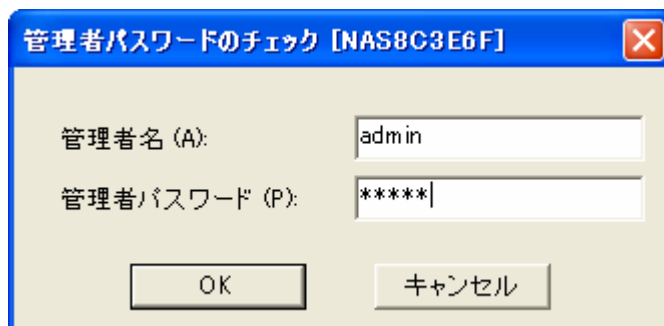 管理者パスワードのチェック [NAS8C3E6F]
管理者名 (A): admin
管理者パスワード (P): *****
OK キャンセル